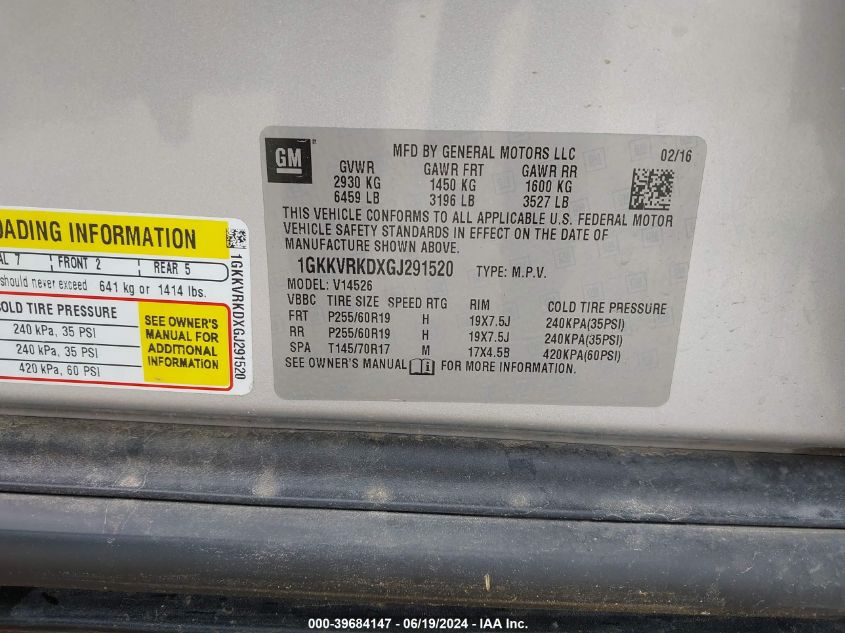 GM
MFD BY GENERAL MOTORS LLC 02/16
GVWR GAWR FRT GAWR RR
2930 KG 1450 KG 1600 KG
6459 LB 3196 LB 3527 LB
THIS VEHICLE CONFORMS TO ALL APPLICABLE U.S. FEDERAL MOTOR
VEHICLE SAFETY STANDARDS IN EFFECT ON THE DATE OF
MANUFACTURE SHOWN ABOVE.
1GKKVRKDXGJ291520 TYPE: M.P.V.
MODEL: V14526
VBBC TIRE SIZE SPEED RTG RIM COLD TIRE PRESSURE
FRT P255/60R19 H 19X7.5J 240KPA(35PSI)
RR P255/60R19 H 19X7.5J 240KPA(35PSI)
SPA T145/70R17 M 17X4.5B 420KPA(60PSI)
SEE OWNER'S MANUAL FOR MORE INFORMATION.
OADING INFORMATION
AL 7 FRONT 2 REAR 5
should never exceed 641 kg or 1414 lbs.
COLD TIRE PRESSURE
240 kPa, 35 PSI
240 kPa, 35 PSI
420 kPa, 60 PSI
SEE OWNER'S
MANUAL FOR
ADDITIONAL
INFORMATION
1GKKVRKDXGJ291520
000-39684147 - 06/19/2024 - IAA Inc.